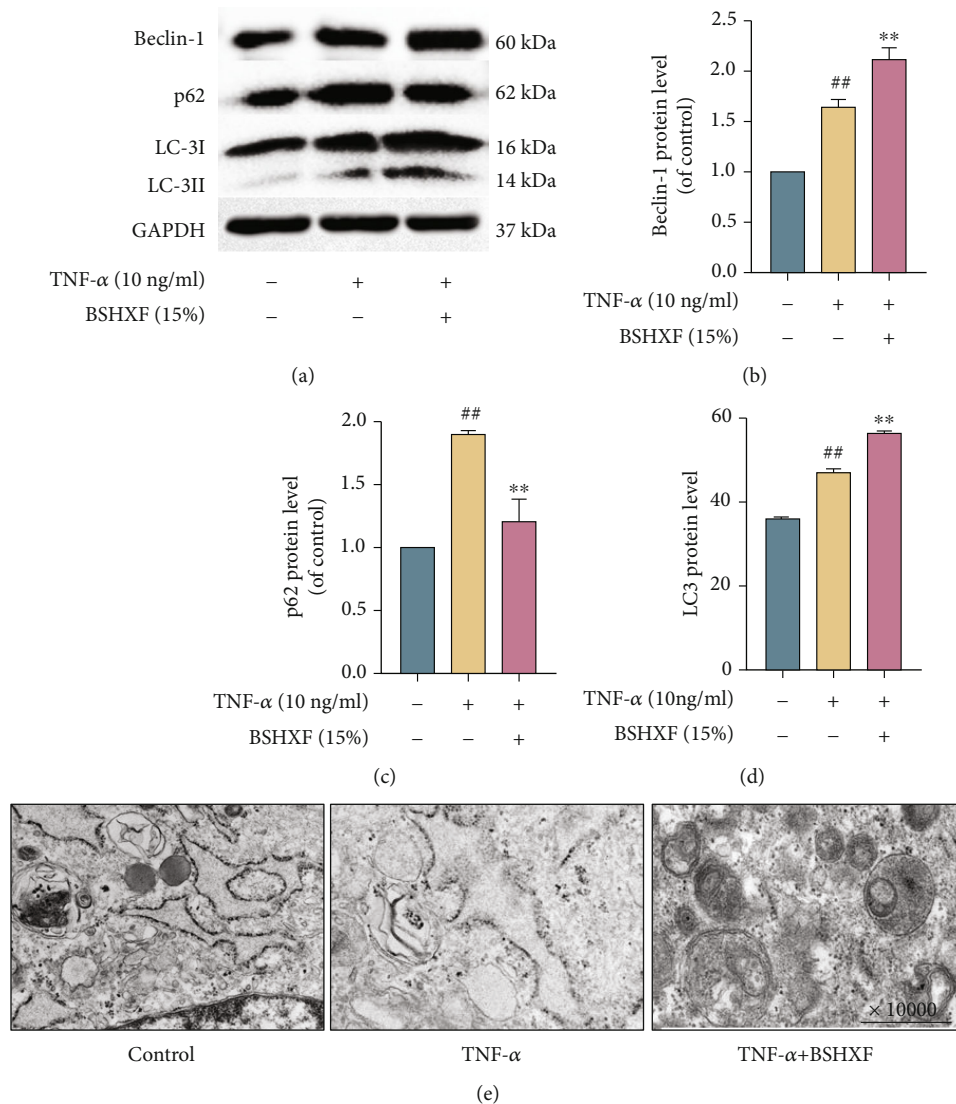 Beclin-1
60 kDa
p62
62 kDa
LC-3I
16 kDa
LC-3II
14 kDa
GAPDH
37 kDa
TNF-α (10 ng/ml) − + +
BSHXF (15%) − − +
(a)
Beclin-1 protein level
(of control)
2.5
2.0
1.5
1.0
0.5
0.0
##
**
TNF-α (10 ng/ml) − + +
BSHXF (15%) − − +
(b)
p62 protein level
(of control)
2.0
1.5
1.0
0.5
0.0
##
**
TNF-α (10 ng/ml) − + +
BSHXF (15%) − − +
(c)
LC3 protein level
60
40
20
0
##
**
TNF-α (10ng/ml) − + +
BSHXF (15%) − − +
(d)
× 10000
Control
TNF-α
TNF-α+BSHXF
(e)